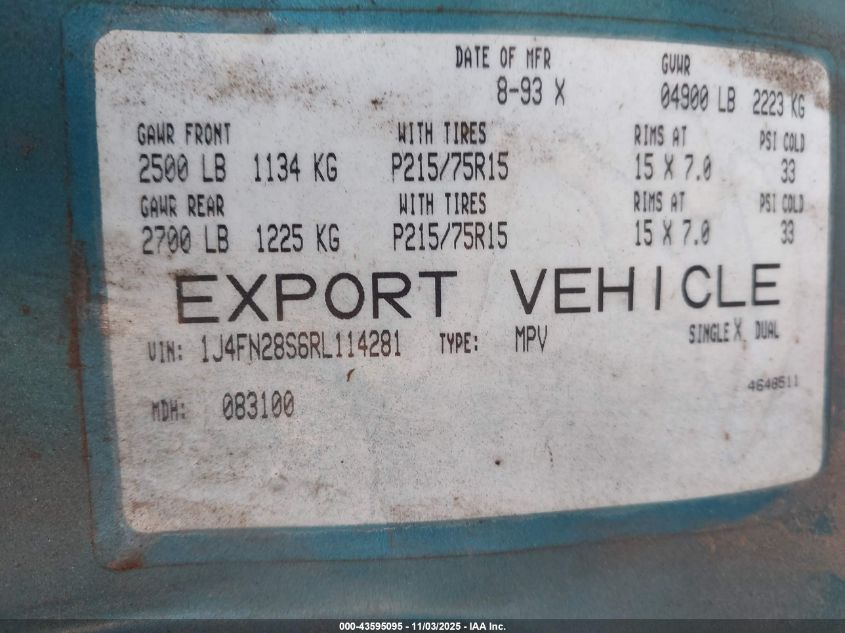 DATE OF MFR GVWR
8-93 X 04900 LB 2223 KG
GAWR FRONT WITH TIRES RIMS AT PSI COLD
2500 LB 1134 KG P215/75R15 15 X 7.0 33
GAWR REAR WITH TIRES RIMS AT PSI COLD
2700 LB 1225 KG P215/75R15 15 X 7.0 33
EXPORT VEHICLE
VIN: 1J4FN28S6RL114281 TYPE: MPV SINGLE X DUAL
4648511
MDH: 083100
000-43595095 | 11/03/2025 - IAA Inc.